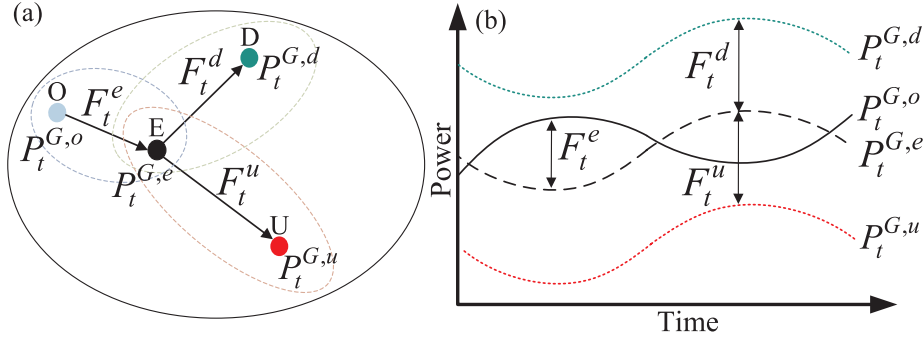 (a)
D
F_t^d
P_t^{G,d}
O
F_t^e
E
P_t^{G,o}
P_t^{G,e}
F_t^u
U
P_t^{G,u}
(b)
Power
F_t^d
P_t^{G,d}
P_t^{G,o}
F_t^e
P_t^{G,e}
F_t^u
P_t^{G,u}
Time